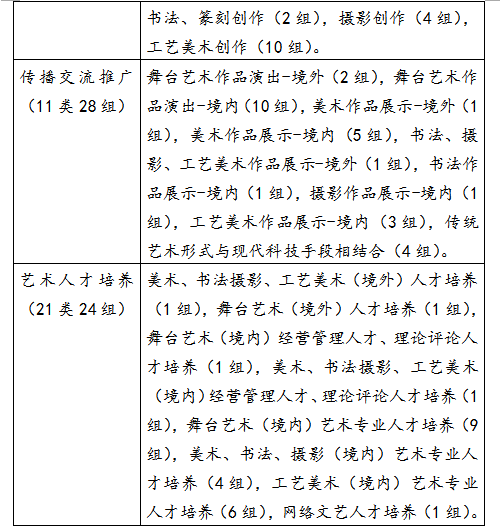 书法、篆刻创作（2 组），摄影创作（4 组），
工艺美术创作（10 组）。
传播交流推广
（11 类 28 组）
舞台艺术作品演出-境外（2 组），舞台艺术作
品演出-境内（10 组），美术作品展示-境外（1
组），美术作品展示-境内（5 组），书法、摄
影、工艺美术作品展示-境外（1 组），书法作
品展示-境内（1 组），摄影作品展示-境内（1
组），工艺美术作品展示-境内（3 组），传统
艺术形式与现代科技手段相结合（4 组）。
艺术人才培养
（21 类 24 组）
美术、书法摄影、工艺美术（境外）人才培养
（1 组），舞台艺术（境外）人才培养（1 组），
舞台艺术（境内）经营管理人才、理论评论人
才培养（1 组），美术、书法摄影、工艺美术
（境内）经营管理人才、理论评论人才培养（1
组），舞台艺术（境内）艺术专业人才培养（9
组），美术、书法、摄影（境内）艺术专业人
才培养（4 组），工艺美术（境内）艺术专业
人才培养（6 组），网络文艺人才培养（1 组）。